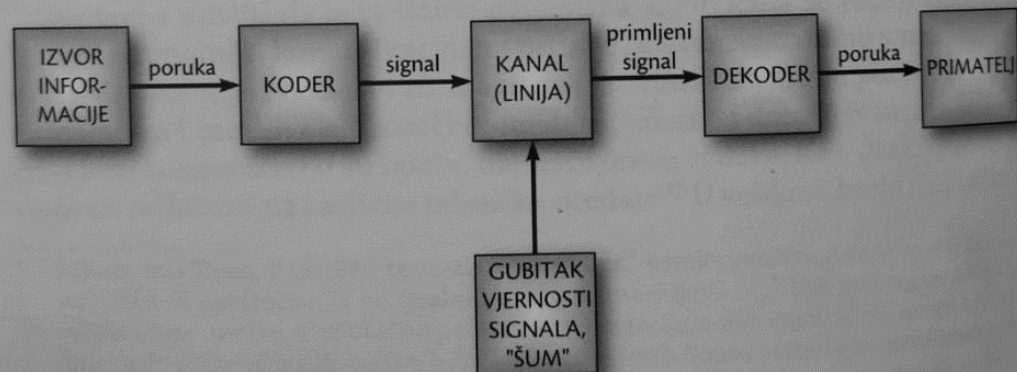 IZVOR
INFOR-
MACIJE
poruka
KODER
signal
KANAL
(LINIJA)
primljeni
signal
DEKODER
poruka
PRIMATELJ
GUBITAK
VJERNOSTI
SIGNALA,
"ŠUM"